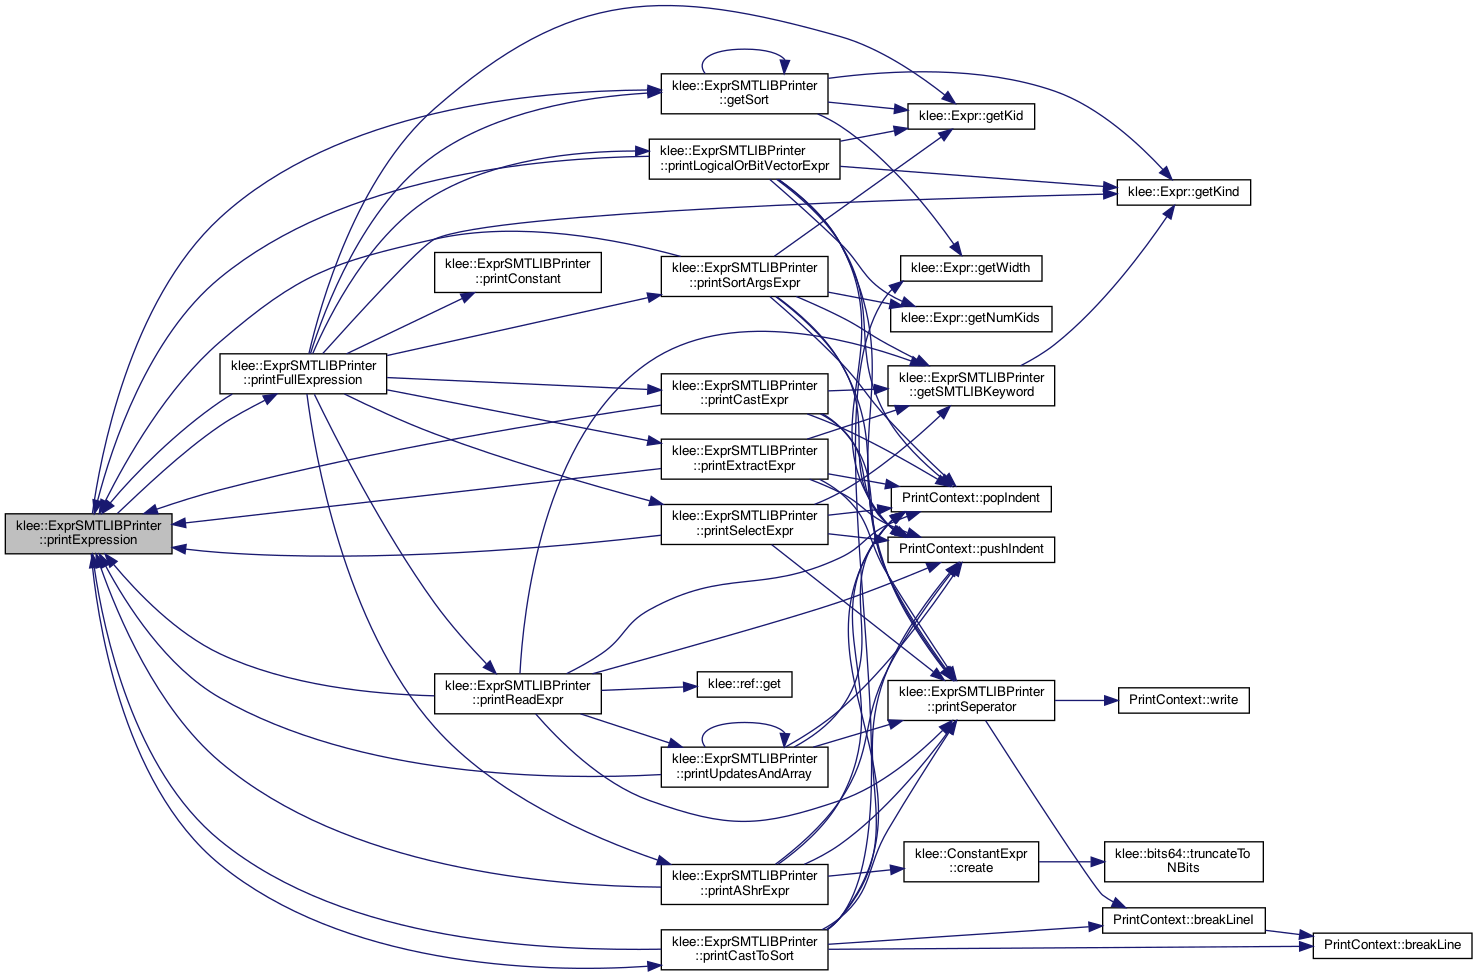 klee::ExprSMTLIBPrinter
::getSort
klee::Expr::getKid
klee::ExprSMTLIBPrinter
::printLogicalOrBitVectorExpr
klee::Expr::getKind
klee::ExprSMTLIBPrinter
::printConstant
klee::ExprSMTLIBPrinter
::printSortArgsExpr
klee::Expr::getWidth
klee::Expr::getNumKids
klee::ExprSMTLIBPrinter
::printFullExpression
klee::ExprSMTLIBPrinter
::printCastExpr
klee::ExprSMTLIBPrinter
::getSMTLIBKeyword
klee::ExprSMTLIBPrinter
::printExtractExpr
PrintContext::popIndent
klee::ExprSMTLIBPrinter
::printExpression
klee::ExprSMTLIBPrinter
::printSelectExpr
PrintContext::pushIndent
klee::ExprSMTLIBPrinter
::printReadExpr
klee::ref::get
klee::ExprSMTLIBPrinter
::printSeperator
PrintContext::write
klee::ExprSMTLIBPrinter
::printUpdatesAndArray
klee::ExprSMTLIBPrinter
::printAShrExpr
klee::ConstantExpr
::create
klee::bits64::truncateTo
NBits
PrintContext::breakLineI
klee::ExprSMTLIBPrinter
::printCastToSort
PrintContext::breakLine